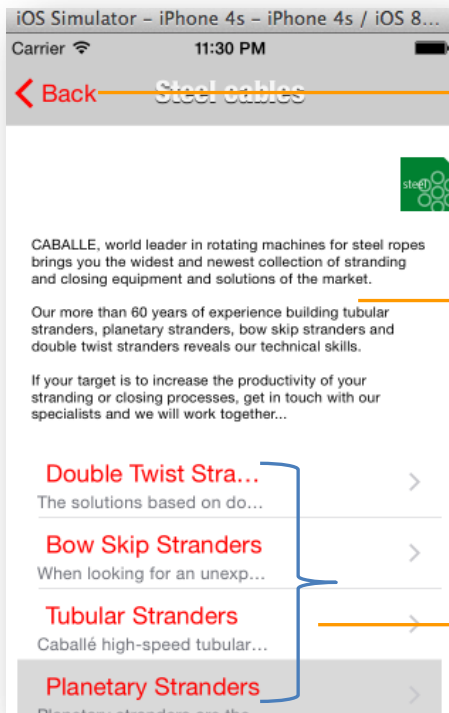 iOS Simulator – iPhone 4s – iPhone 4s / iOS 8...
Carrier 11:30 PM
Back Steel cables
steel
CABALLE, world leader in rotating machines for steel ropes
brings you the widest and newest collection of stranding
and closing equipment and solutions of the market.
Our more than 60 years of experience building tubular
stranders, planetary stranders, bow skip stranders and
double twist stranders reveals our technical skills.
If your target is to increase the productivity of your
stranding or closing processes, get in touch with our
specialists and we will work together...
Double Twist Stra...
The solutions based on do...
Bow Skip Stranders
When looking for an unexp...
Tubular Stranders
Caballé high-speed tubular...
Planetary Stranders
Planetary stranders are the